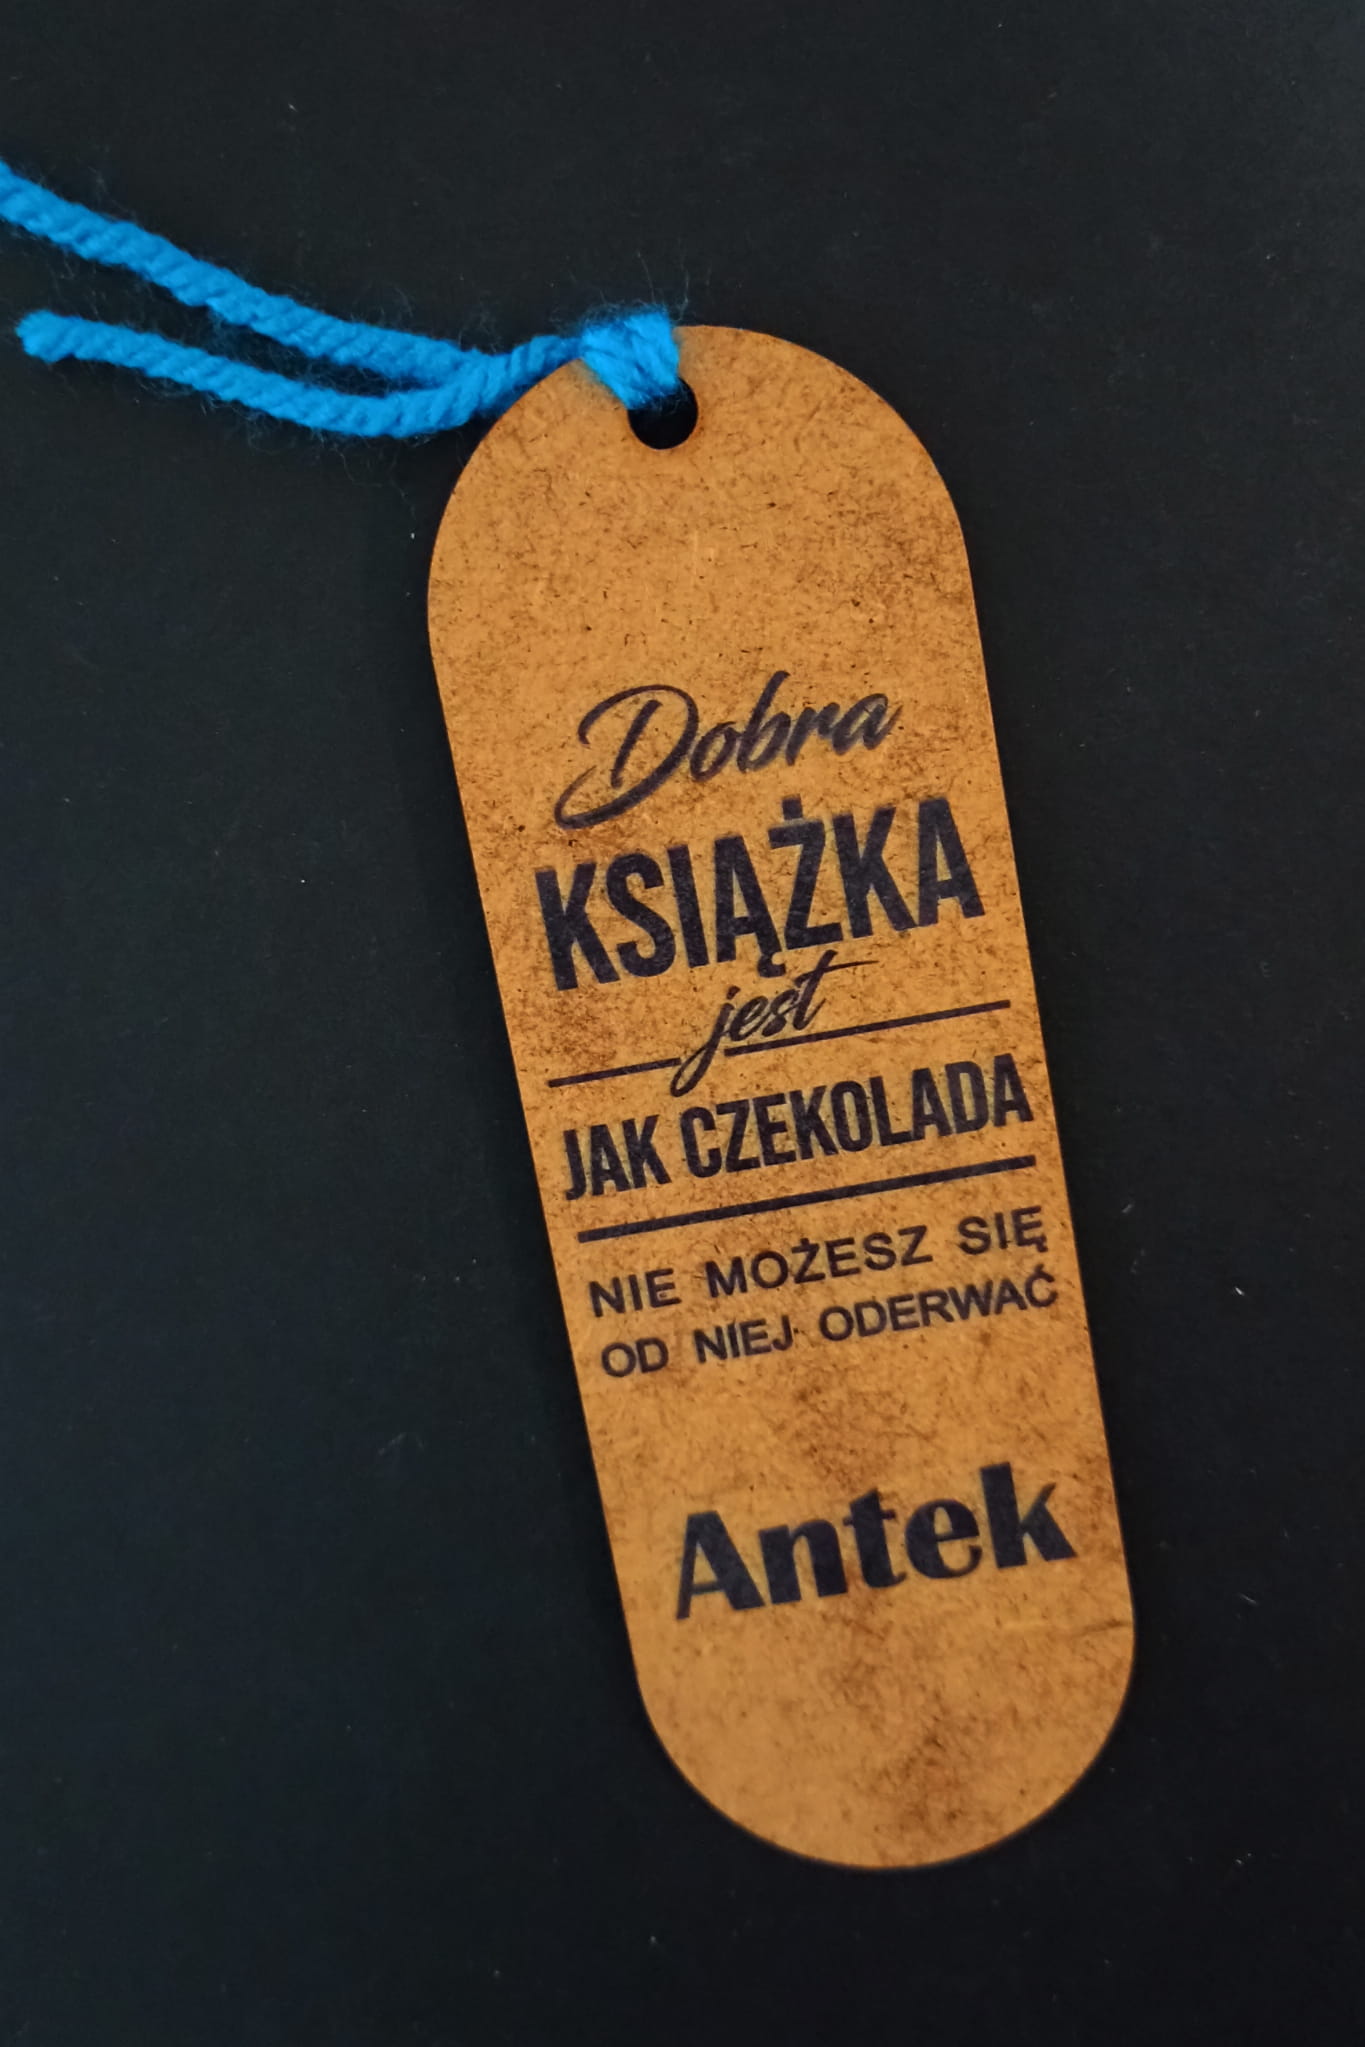 Dobra
KSIĄŻKA
jest
JAK CZEKOLADA
NIE MOŻESZ SIĘ
OD NIEJ ODERWAĆ
Antek